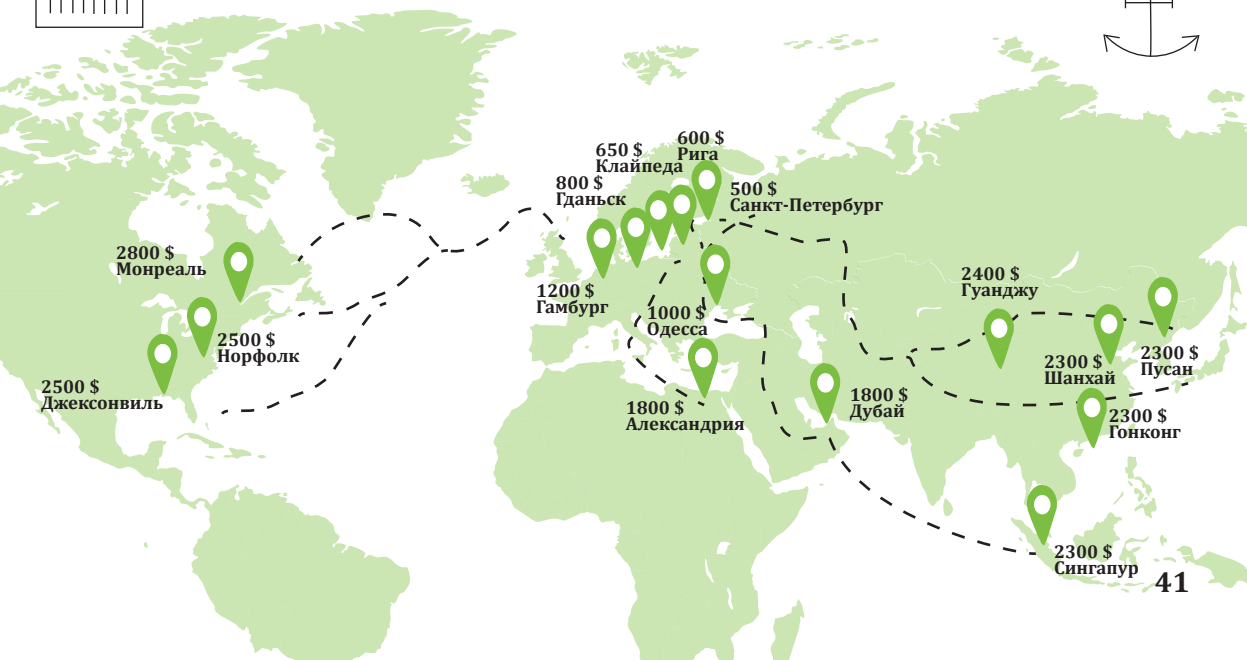 600 $
Рига
650 $
Клайпеда
800 $
Гданьск
500 $
Санкт-Петербург
2800 $
Монреаль
2400 $
Гуанджу
1200 $
Гамбург
1000 $
Одесса
2500 $
Норфолк
2300 $
Шанхай
2300 $
Пусан
2500 $
Джексонвиль
1800 $
Дубай
1800 $
Александрия
2300 $
Гонконг
2300 $
Сингапур
41